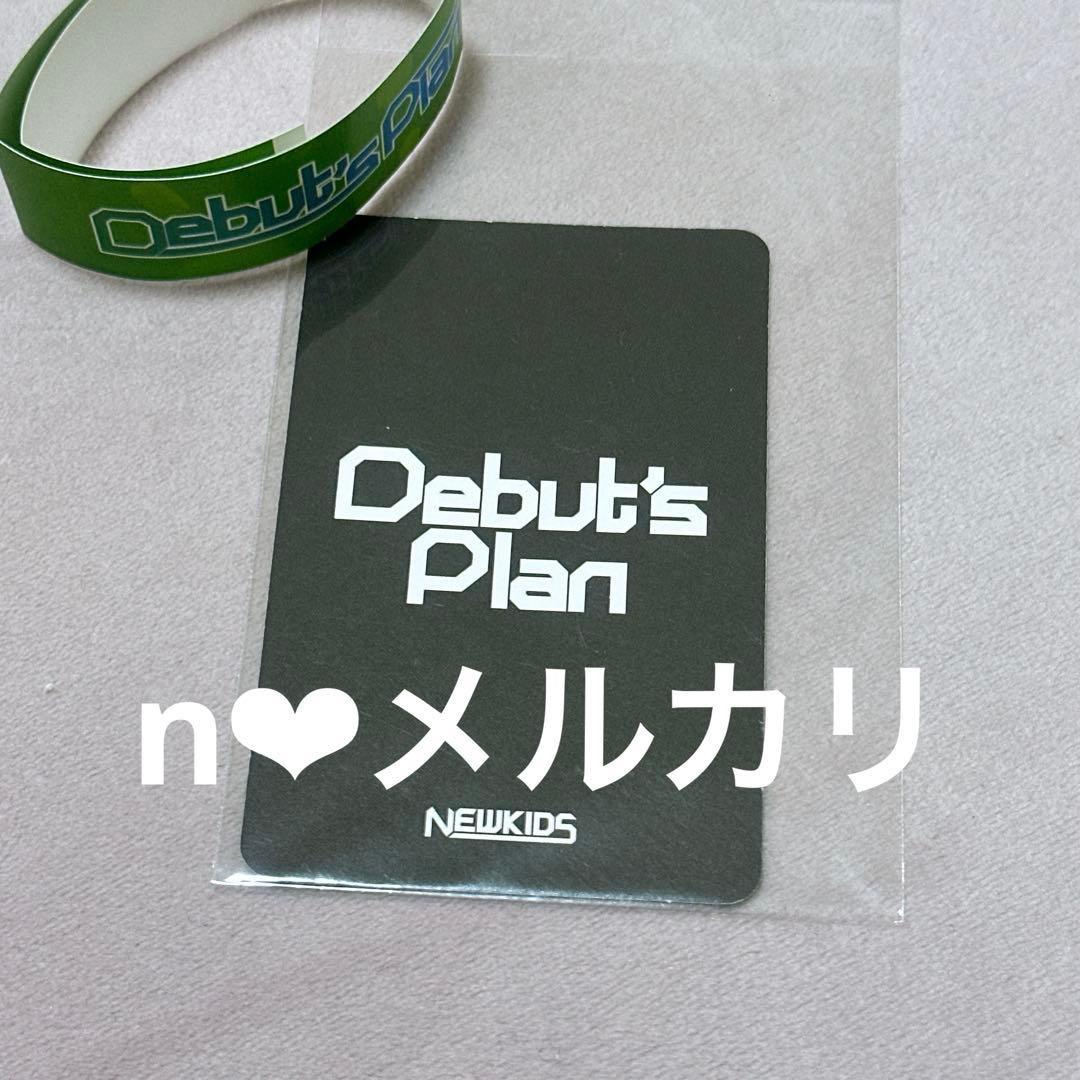 Debut's Plan
Debut's
Plan
n❤メルカリ
NEWKIDS